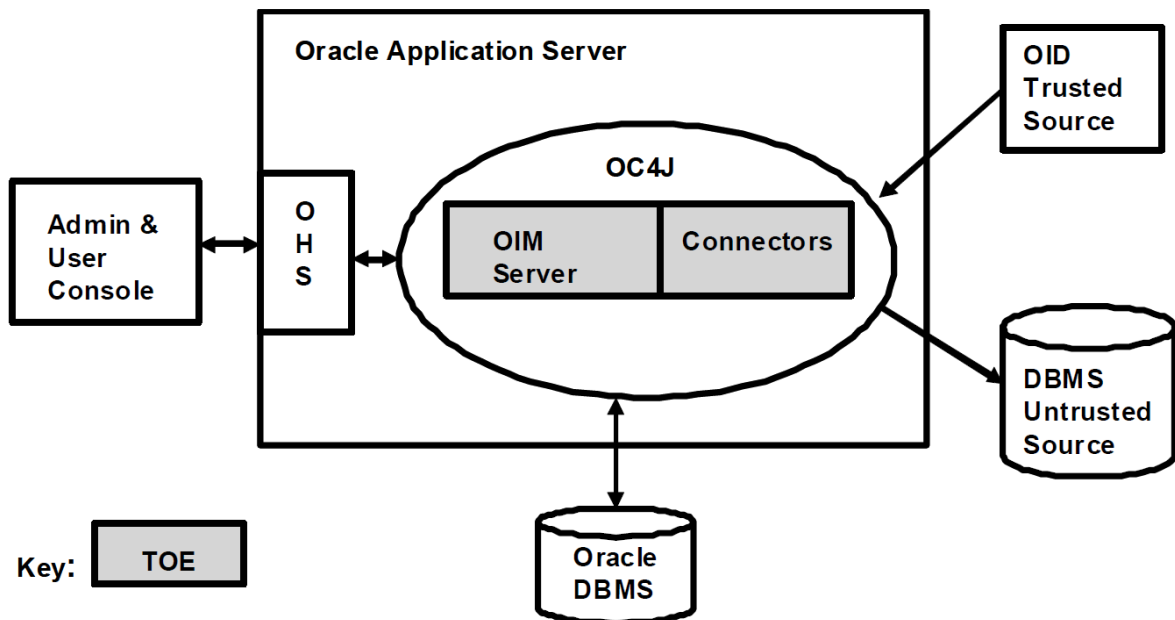 Oracle Application Server
OID
Trusted
Source
OC4J
Admin &
User
Console
O
H
S
OIM
Server
Connectors
DBMS
Untrusted
Source
Oracle
DBMS
Key:
TOE